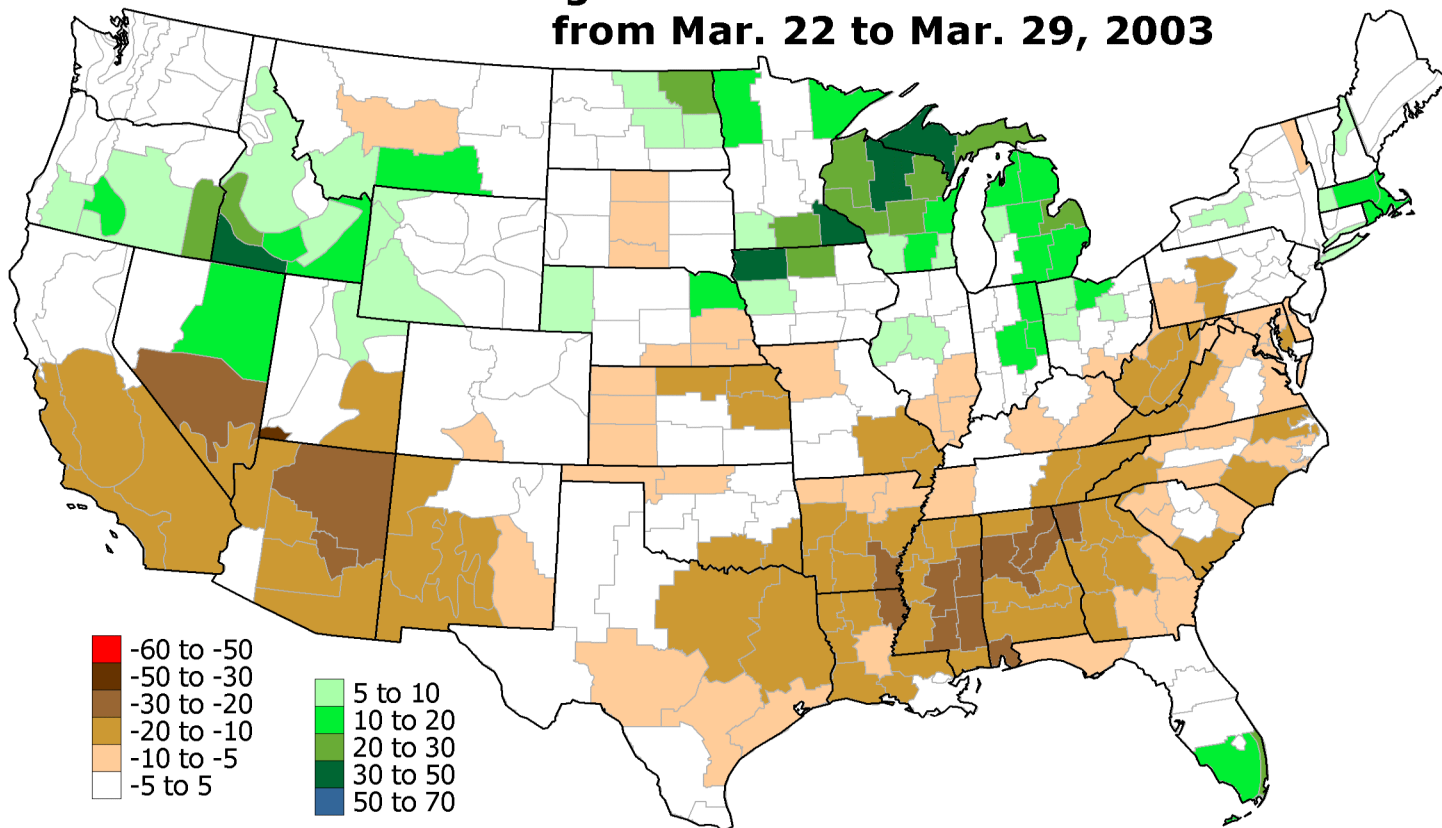 from Mar. 22 to Mar. 29, 2003
-60 to -50
-50 to -30
-30 to -20
-20 to -10
-10 to -5
-5 to 5
5 to 10
10 to 20
20 to 30
30 to 50
50 to 70